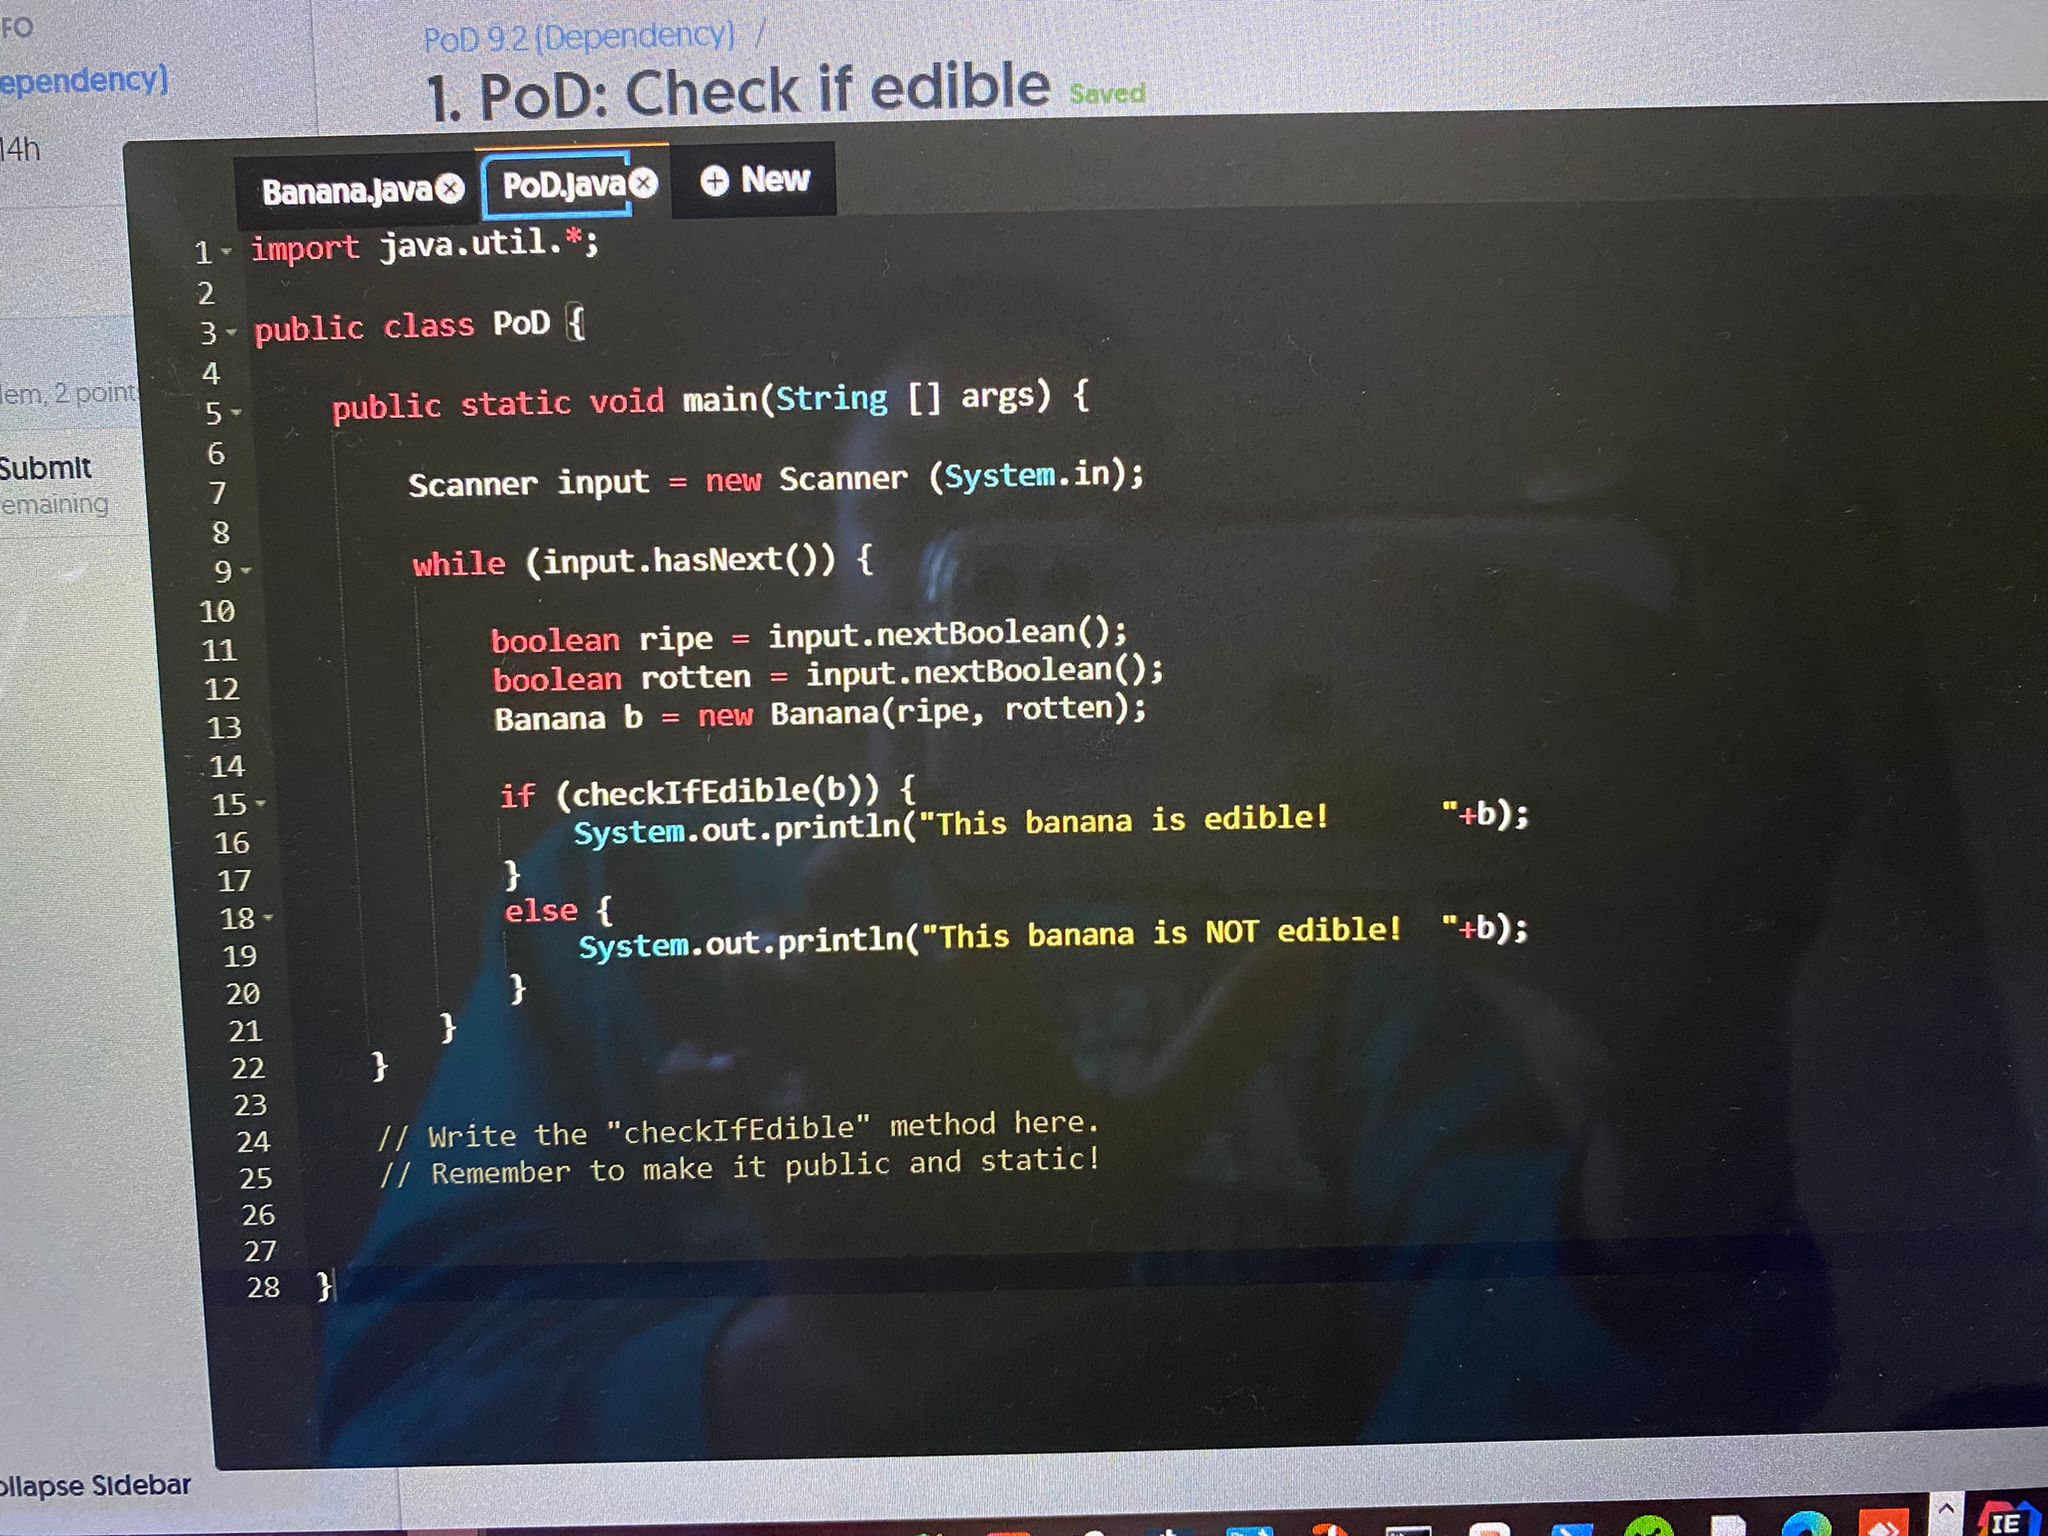 FO
ependency)
14h
lem, 2 point
Submit
emaining
ollapse Sidebar
PoD 9.2 (Dependency) /
1. PoD: Check if edible Saved
Banana.java PoD.java New
1 import java.util.*;
2
3 public class PoD {
4
5 public static void main(String [] args) {
6
7 Scanner input = new Scanner (System.in);
8
9 while (input.hasNext()) {
10
11 boolean ripe = input.nextBoolean();
12 boolean rotten = input.nextBoolean();
13 Banana b = new Banana(ripe, rotten);
14
15 if (checkIfEdible(b)) {
16 System.out.println("This banana is edible!      "+b);
17 }
18 else {
19 System.out.println("This banana is NOT edible!  "+b);
20 }
21 }
22 }
23
24 // Write the "checkIfEdible" method here.
25 // Remember to make it public and static!
26
27
28 }
IE